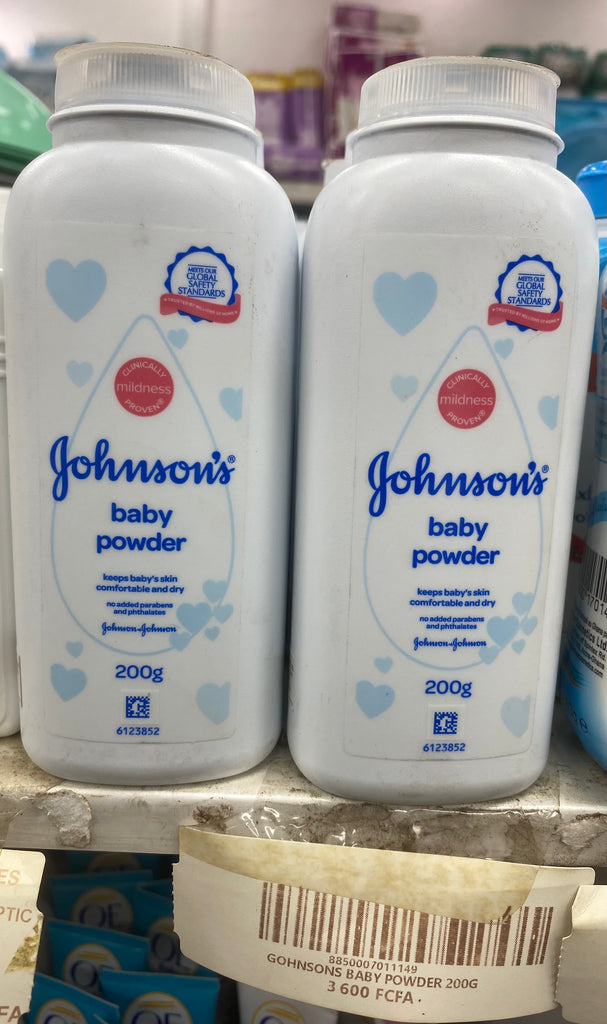 MEETS OUR
GLOBAL
SAFETY
STANDARDS
CLINICALLY
mildness
PROVEN®
Johnson's®
baby
powder
keeps baby's skin
comfortable and dry
no added parabens
and phthalates
Johnson & Johnson
200g
6123852
MEETS OUR
GLOBAL
SAFETY
STANDARDS
CLINICALLY
mildness
PROVEN®
Johnson's®
baby
powder
keeps baby's skin
comfortable and dry
no added parabens
and phthalates
Johnson & Johnson
200g
6123852
8850007011149
GOHNSONS BABY POWDER 200G
3 600 FCFA